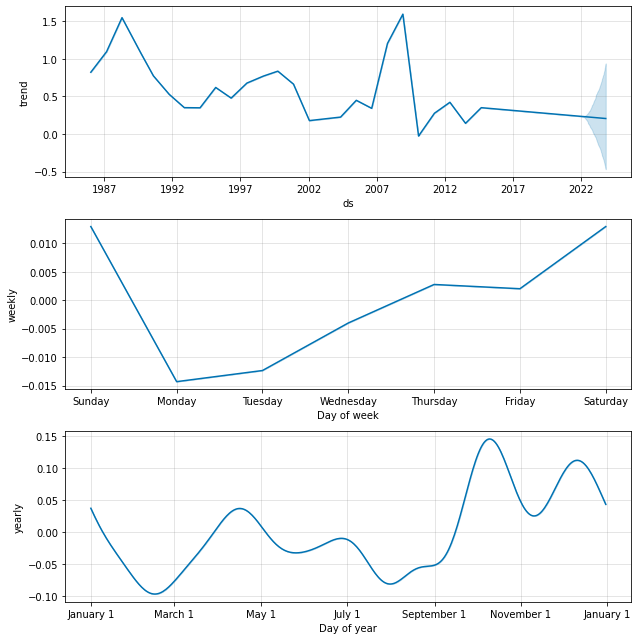 1.5
1.0
0.5
0.0
−0.5
trend
1987 1992 1997 2002 2007 2012 2017 2022
ds
0.010
0.005
0.000
−0.005
−0.010
−0.015
weekly
Sunday Monday Tuesday Wednesday Thursday Friday Saturday
Day of week
0.15
0.10
0.05
0.00
−0.05
−0.10
yearly
January 1 March 1 May 1 July 1 September 1 November 1 January 1
Day of year